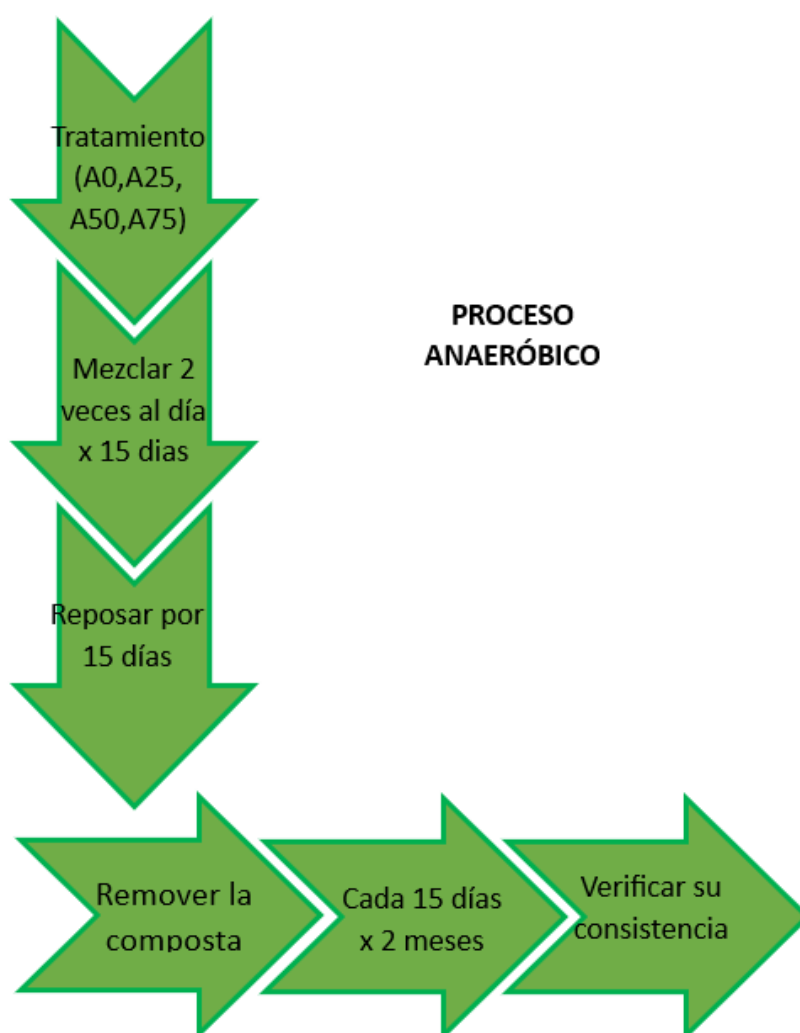 Tratamiento
(A0,A25,
A50,A75)
PROCESO
ANAERÓBICO
Mezclar 2
veces al día
x 15 dias
Reposar por
15 días
Remover la
composta
Cada 15 días
x 2 meses
Verificar su
consistencia